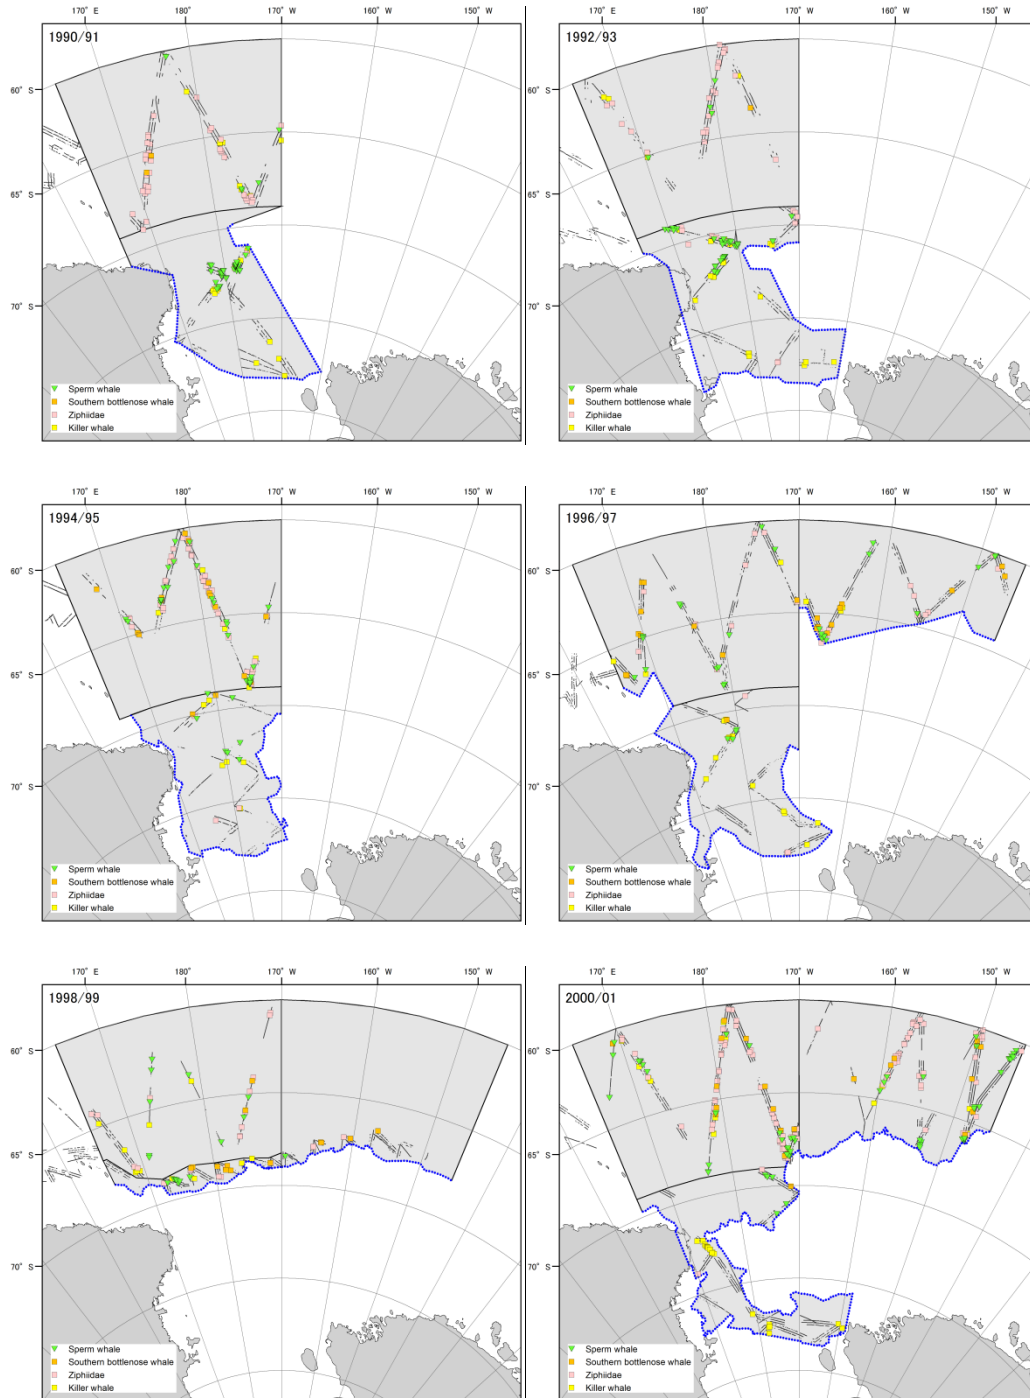 170° E 180° 170° W 160° W 150° W
1990/91
60° S
65° S
70° S
Sperm whale
Southern bottlenose whale
Ziphiidae
Killer whale
170° E 180° 170° W 160° W 150° W
1992/93
60° S
65° S
70° S
Sperm whale
Southern bottlenose whale
Ziphiidae
Killer whale
170° E 180° 170° W 160° W 150° W
1994/95
60° S
65° S
70° S
Sperm whale
Southern bottlenose whale
Ziphiidae
Killer whale
170° E 180° 170° W 160° W 150° W
1996/97
60° S
65° S
70° S
Sperm whale
Southern bottlenose whale
Ziphiidae
Killer whale
170° E 180° 170° W 160° W 150° W
1998/99
60° S
65° S
70° S
Sperm whale
Southern bottlenose whale
Ziphiidae
Killer whale
170° E 180° 170° W 160° W 150° W
2000/01
60° S
65° S
70° S
Sperm whale
Southern bottlenose whale
Ziphiidae
Killer whale